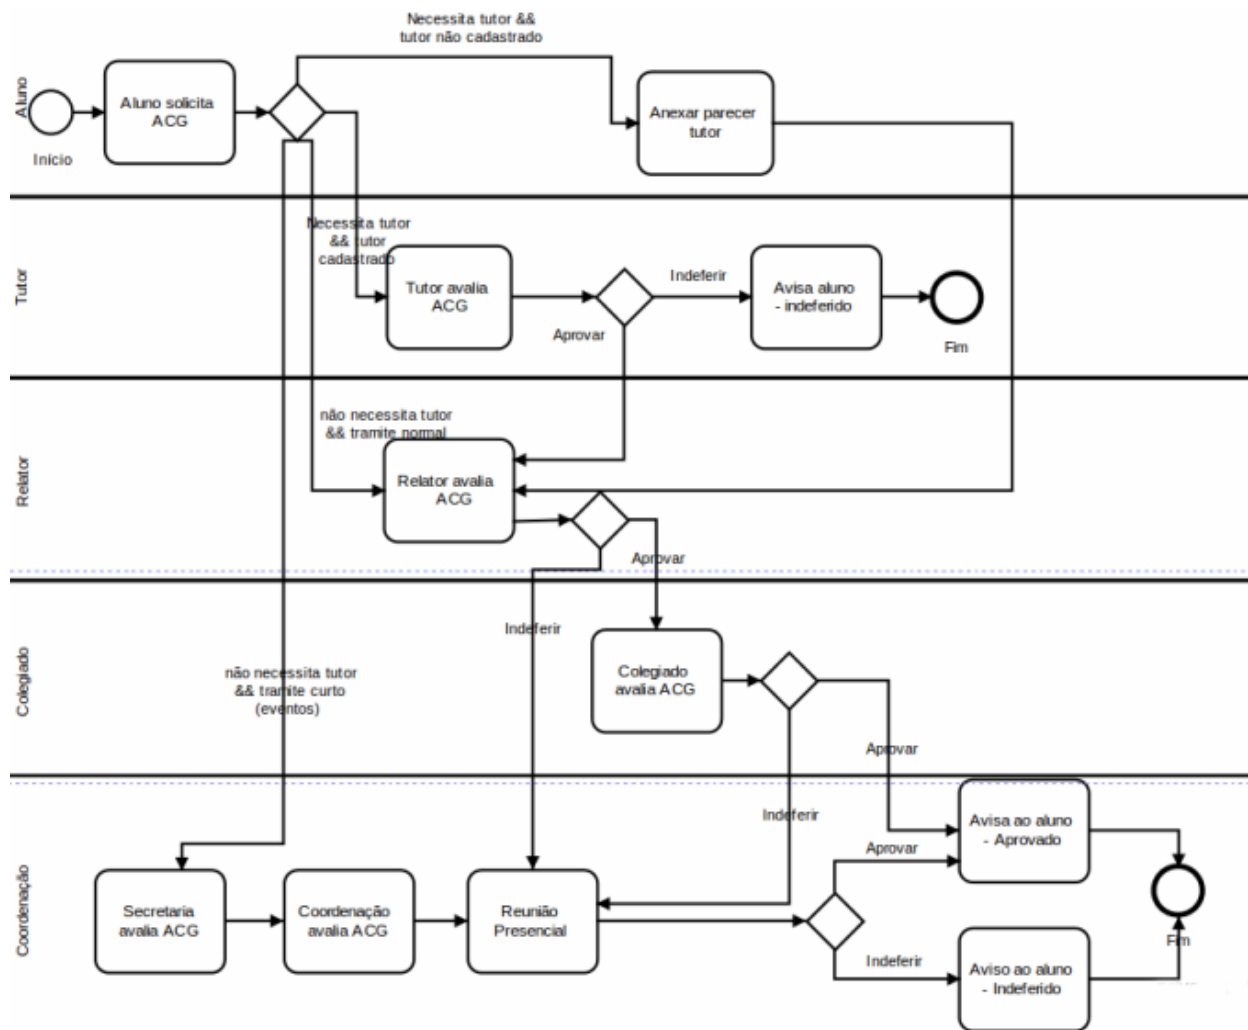 Necessita tutor &&
tutor não cadastrado
Aluno
Aluno solicita
ACG
Anexar parecer
tutor
Início
Necessita tutor
&& tutor
cadastrado
Tutor
Tutor avalia
ACG
Indeferir
Avisa aluno
- indeferido
Aprovar
Fim
não necessita tutor
&& tramite normal
Relator
Relator avalia
ACG
Aprovar
Indeferir
Colegiado
Colegiado
avalia ACG
não necessita tutor
&& tramite curto
(eventos)
Aprovar
Indeferir
Coordenação
Avisa ao aluno
- Aprovado
Aprovar
Secretaria
avalia ACG
Coordenação
avalia ACG
Reunião
Presencial
Fim
Indeferir
Aviso ao aluno
- Indeferido